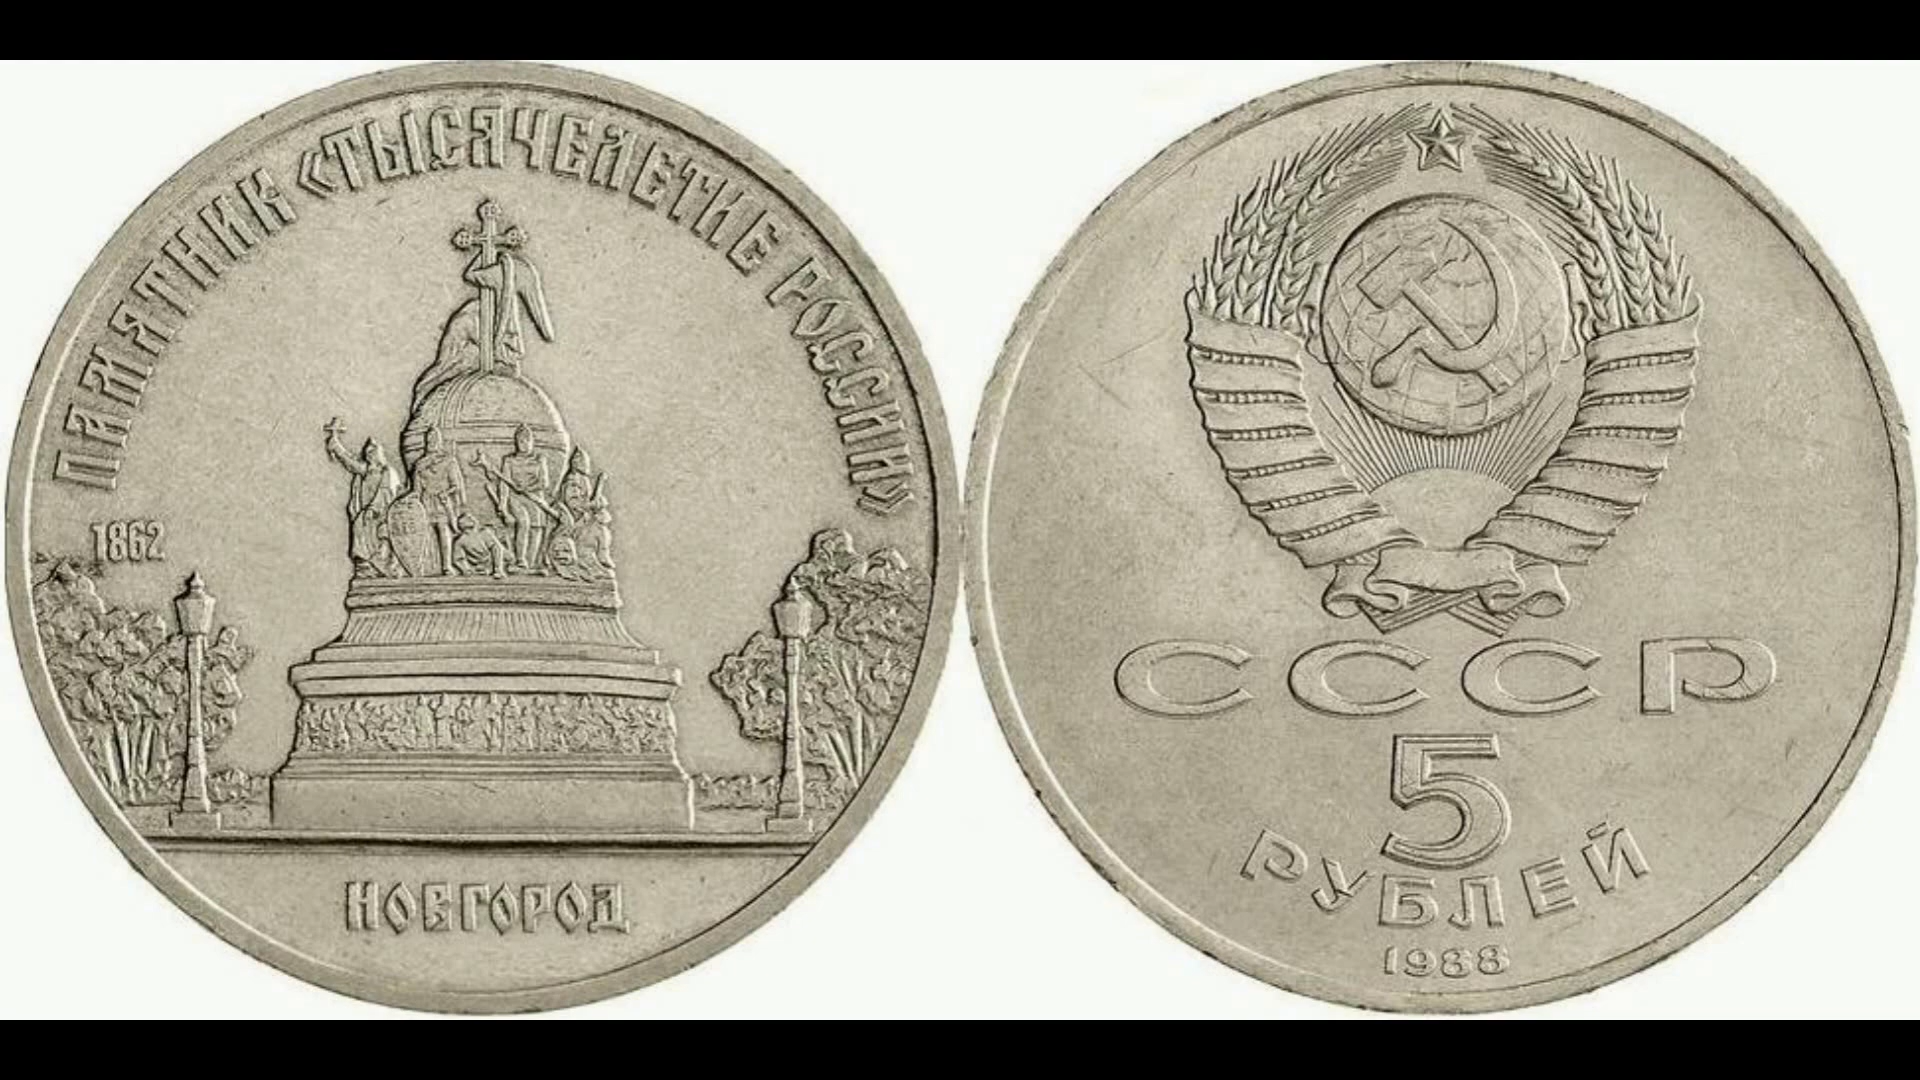 ПАМЯТНИК «ТЫСЯЧЕЛЕТИЕ РОССИИ»
1862
НОВГОРОД
СССР
5
РУБЛЕЙ
1988